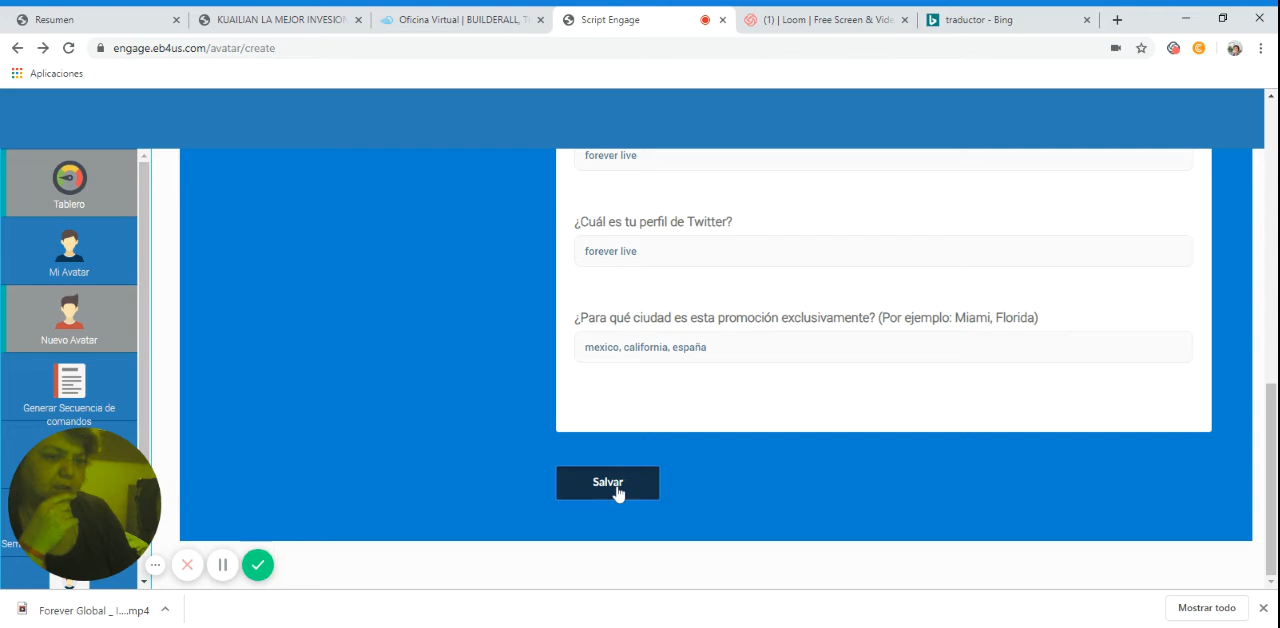 Resumen
KUAILIAN LA MEJOR INVESION
Oficina Virtual | BUILDERALL, T
Script Engage
(1) | Loom | Free Screen & Vide
traductor - Bing
engage.eb4us.com/avatar/create
Aplicaciones
Tablero
Mi Avatar
Nuevo Avatar
Generar Secuencia de
comandos
Sem
forever live
¿Cuál es tu perfil de Twitter?
forever live
¿Para qué ciudad es esta promoción exclusivamente? (Por ejemplo: Miami, Florida)
mexico, california, españa
Salvar
Forever Global _ I....mp4
Mostrar todo